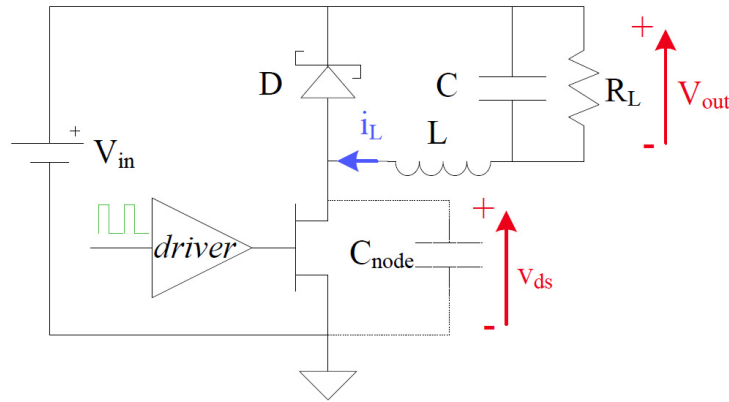 +
D
C
R_L
V_out
-
i_L
L
+
V_in
driver
C_node
+
v_ds
-